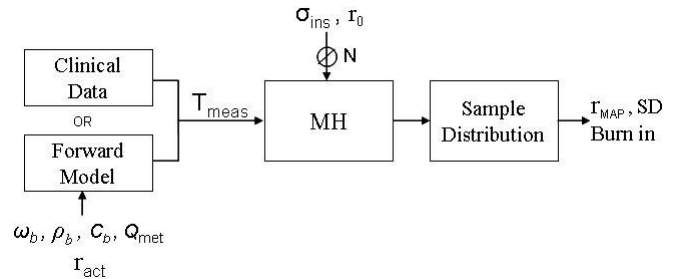 σins, r0
N
Clinical
Data
OR
Forward
Model
Tmeas
MH
Sample
Distribution
rMAP, SD
Burn in
ωb, ρb, Cb, Qmet
ract